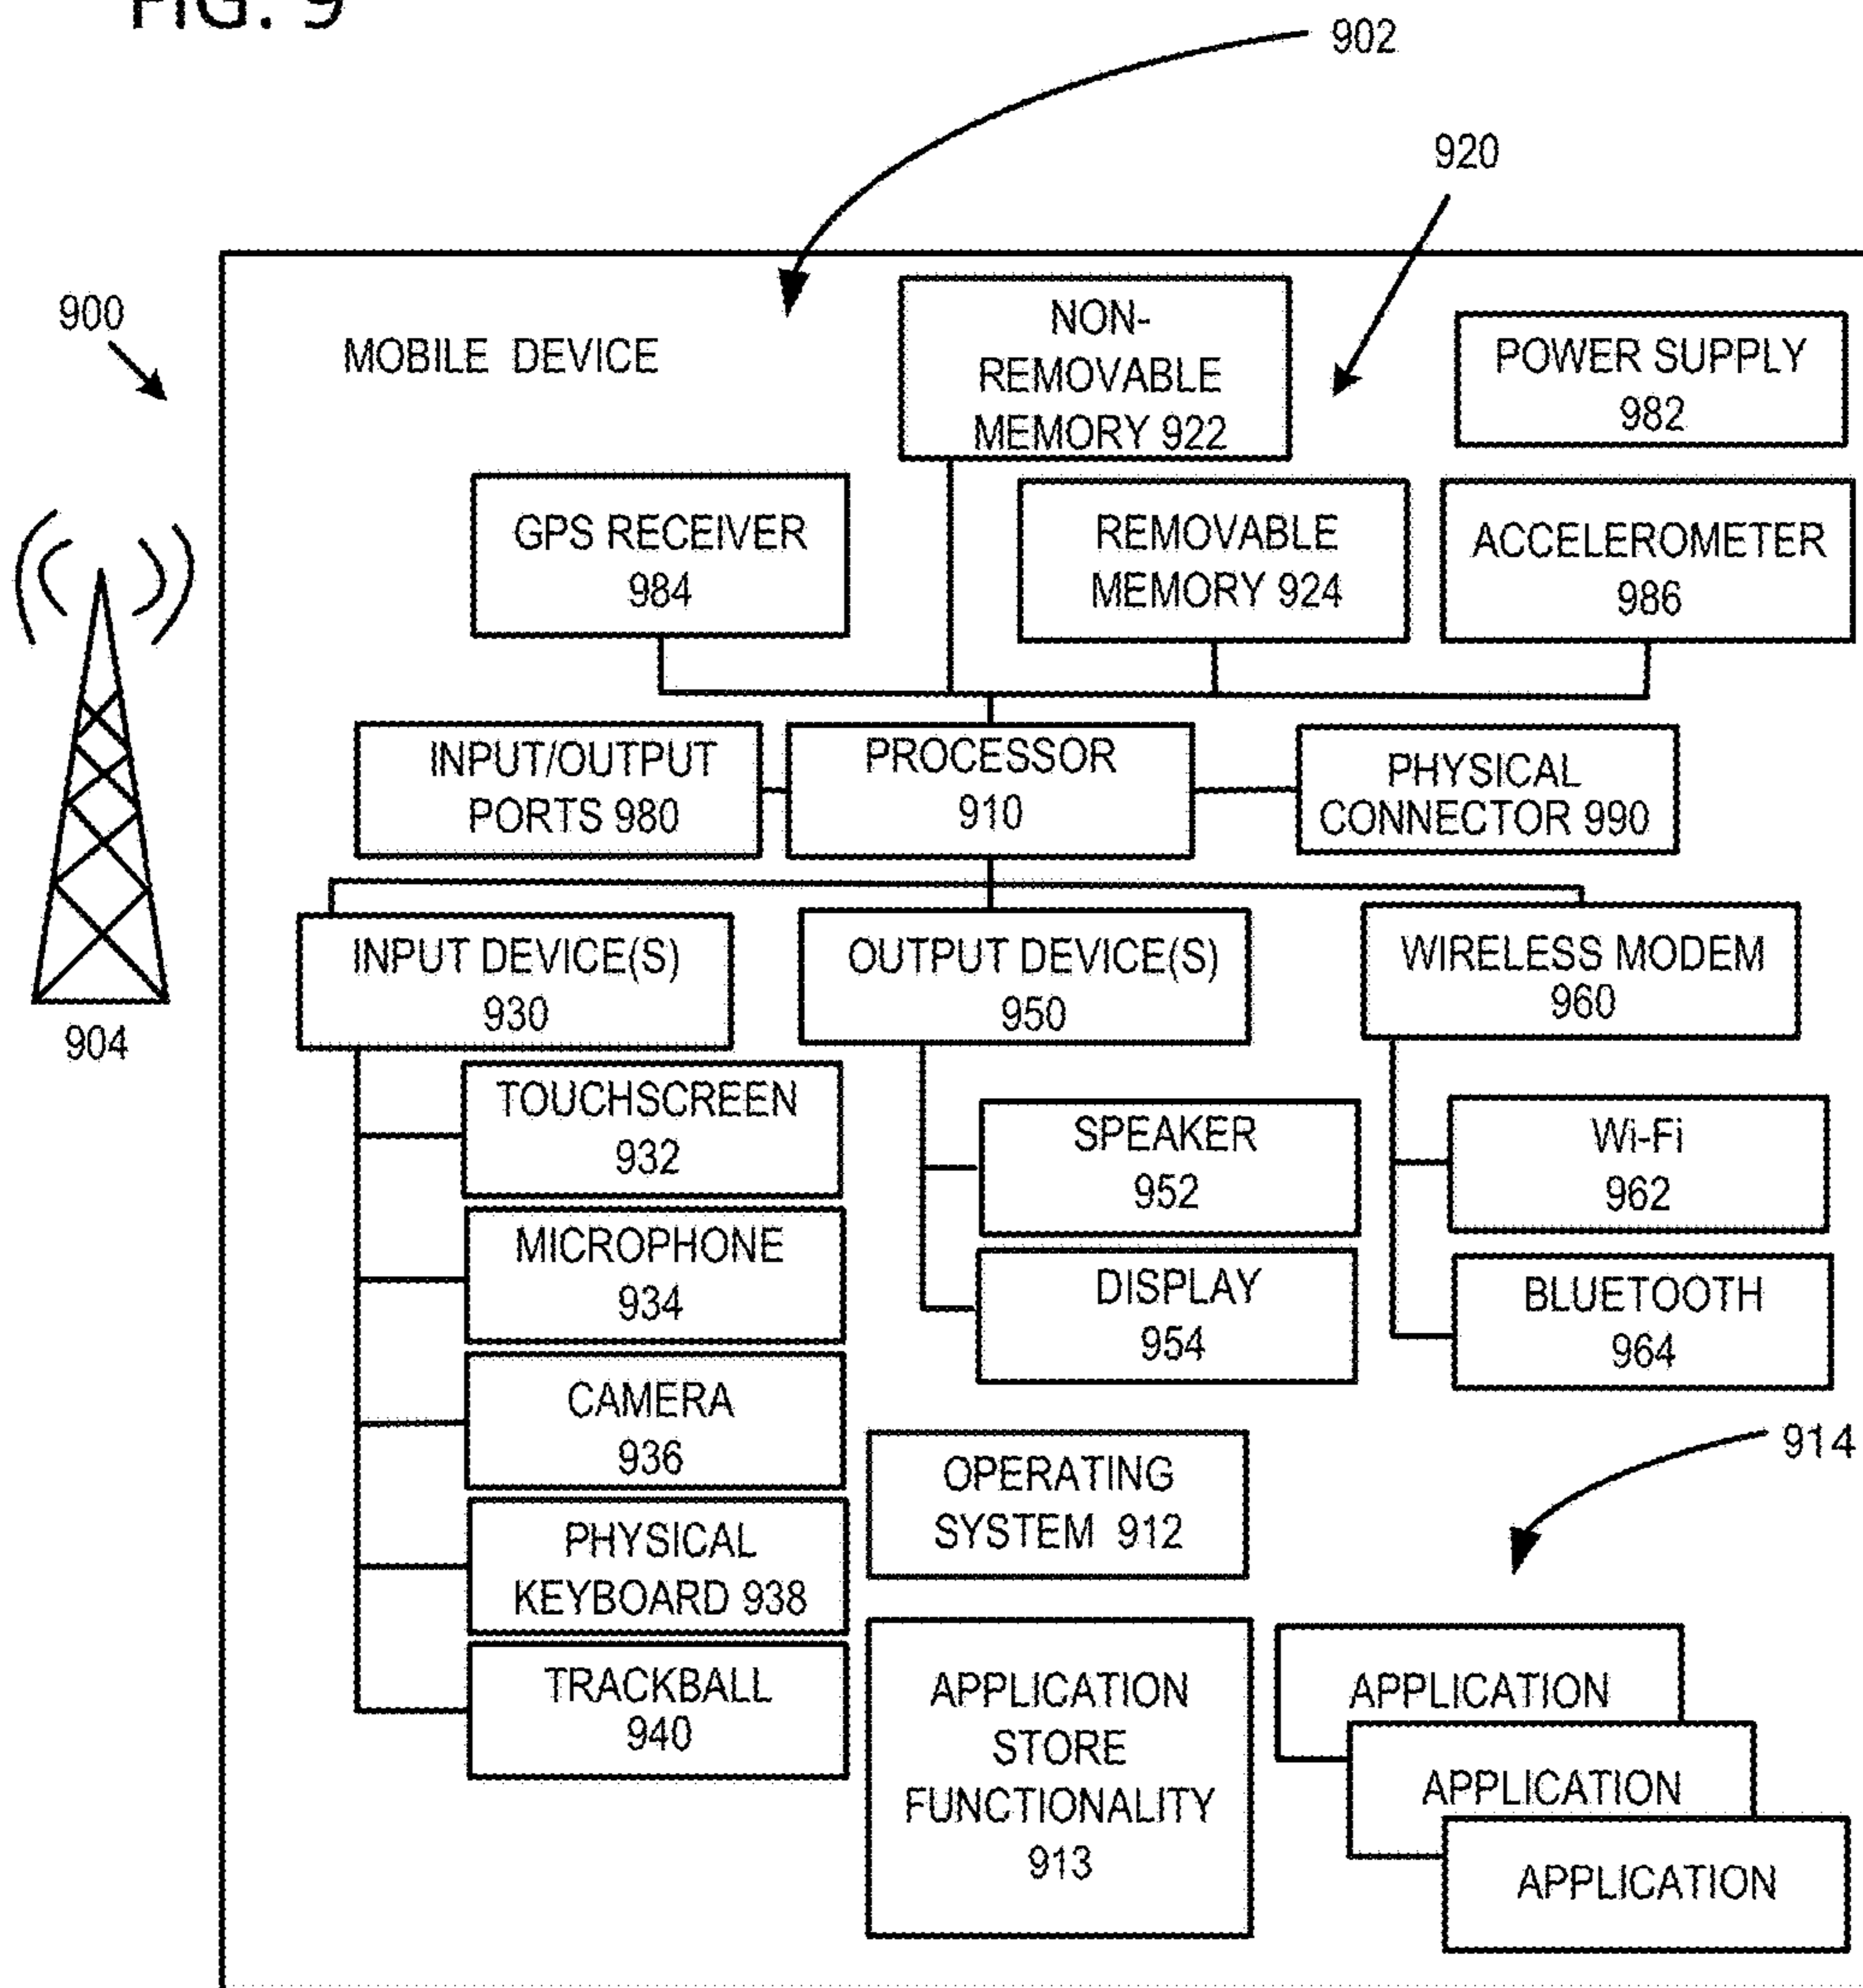 FIG. 9
902
920
900
MOBILE DEVICE
NON-
REMOVABLE
MEMORY 922
POWER SUPPLY
982
GPS RECEIVER
984
REMOVABLE
MEMORY 924
ACCELEROMETER
986
INPUT/OUTPUT
PORTS 980
PROCESSOR
910
PHYSICAL
CONNECTOR 990
904
INPUT DEVICE(S)
930
OUTPUT DEVICE(S)
950
WIRELESS MODEM
960
TOUCHSCREEN
932
MICROPHONE
934
CAMERA
936
PHYSICAL
KEYBOARD 938
TRACKBALL
940
SPEAKER
952
DISPLAY
954
Wi-Fi
962
BLUETOOTH
964
OPERATING
SYSTEM 912
914
APPLICATION
STORE
FUNCTIONALITY
913
APPLICATION
APPLICATION
APPLICATION